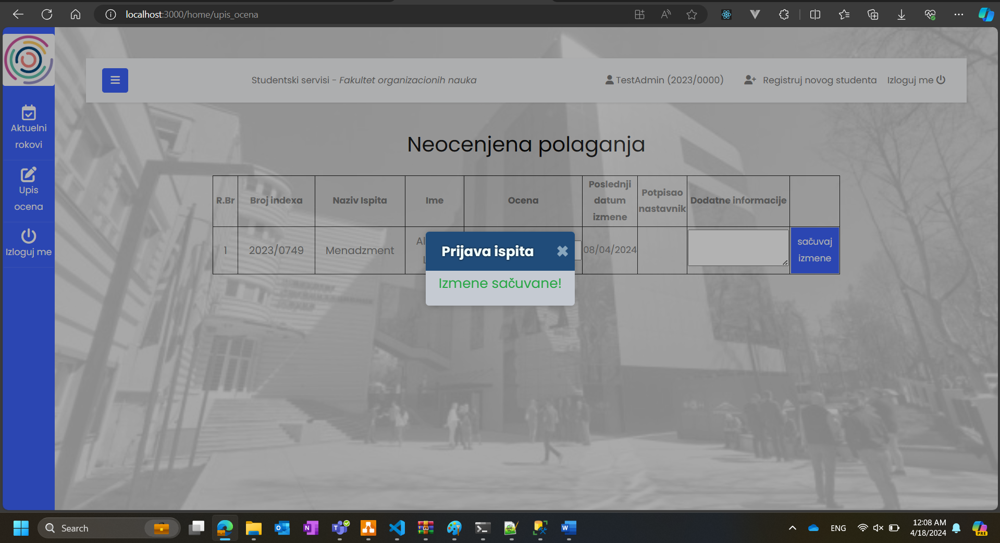 localhost:3000/home/upis_ocena
Studentski servisi - Fakultet organizacionih nauka
TestAdmin (2023/0000)
Registruj novog studenta
Izloguj me
Aktuelni
rokovi
Upis
ocena
Izloguj me
Neocenjena polaganja
R.Br
Broj indexa
Naziv Ispita
Ime
Ocena
Poslednji
datum
izmene
Potpisao
nastavnik
Dodatne informacije
1
2023/0749
Menadzment
Al
08/04/2024
sačuvaj
izmene
Prijava ispita
Izmene sačuvane!
Search
ENG
12:08 AM
4/18/2024
PRE